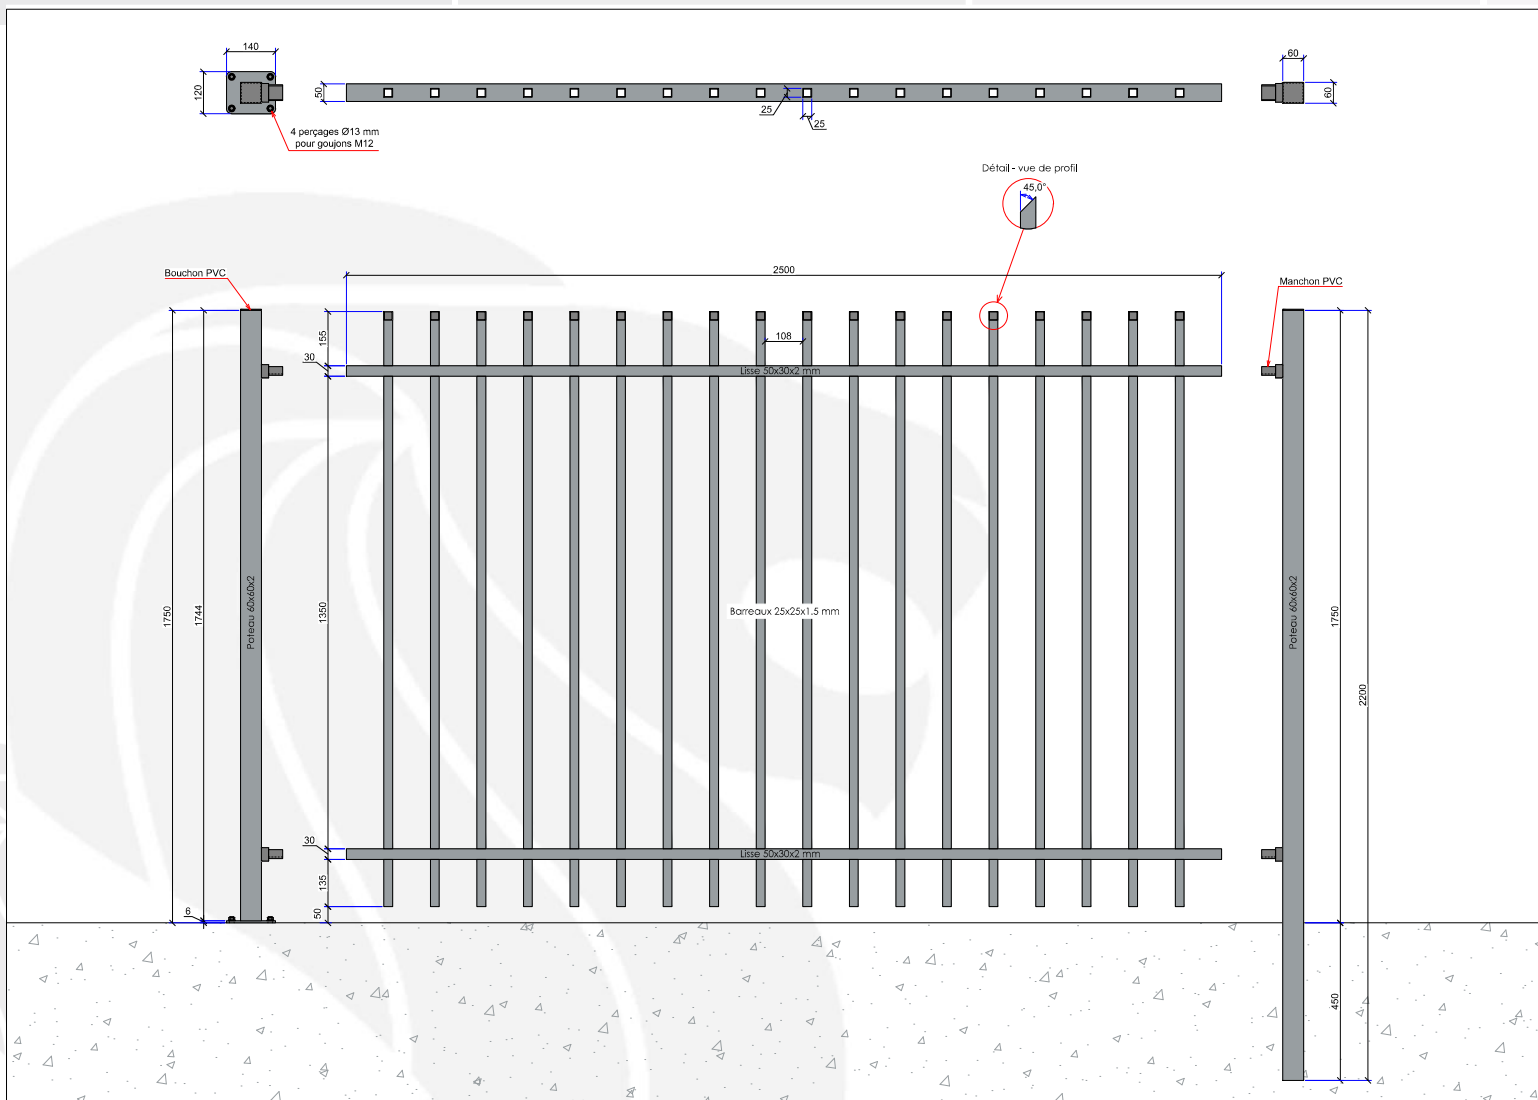 140
120
50
25
25
60
60
4 perçages Ø13 mm
pour goujons M12
Détail - vue de profil
45,0°
Bouchon PVC
2500
Manchon PVC
155
30
108
Lisse 50x30x2 mm
1750
1744
Poteau 60x60x2
1350
Barreaux 25x25x1.5 mm
Poteau 60x60x2
1750
2200
30
Lisse 50x30x2 mm
135
6
50
450